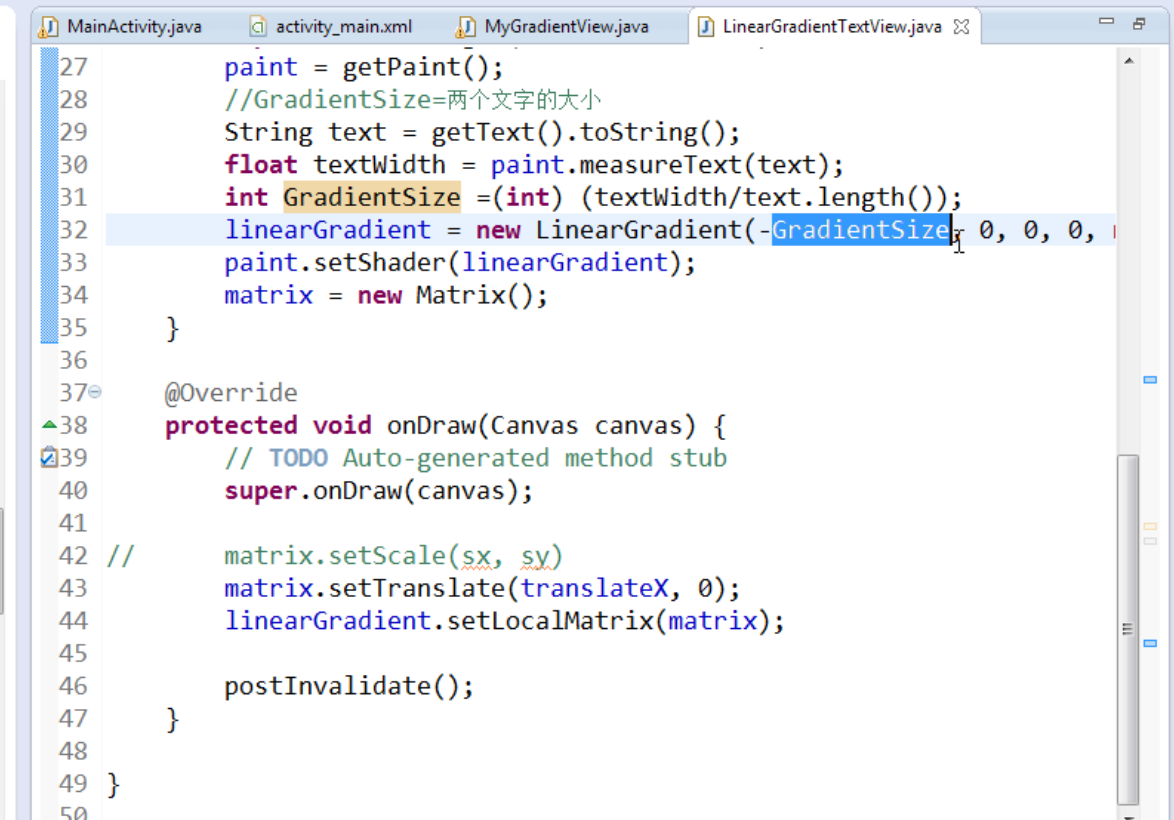 MainActivity.java activity_main.xml MyGradientView.java LinearGradientTextView.java
27 paint = getPaint();
28 //GradientSize=两个文字的大小
29 String text = getText().toString();
30 float textWidth = paint.measureText(text);
31 int GradientSize =(int) (textWidth/text.length());
32 linearGradient = new LinearGradient(-GradientSize, 0, 0, 0,
33 paint.setShader(linearGradient);
34 matrix = new Matrix();
35 }
36
37 @Override
38 protected void onDraw(Canvas canvas) {
39 // TODO Auto-generated method stub
40 super.onDraw(canvas);
41
42 // matrix.setScale(sx, sy)
43 matrix.setTranslate(translateX, 0);
44 linearGradient.setLocalMatrix(matrix);
45
46 postInvalidate();
47 }
48
49 }
50